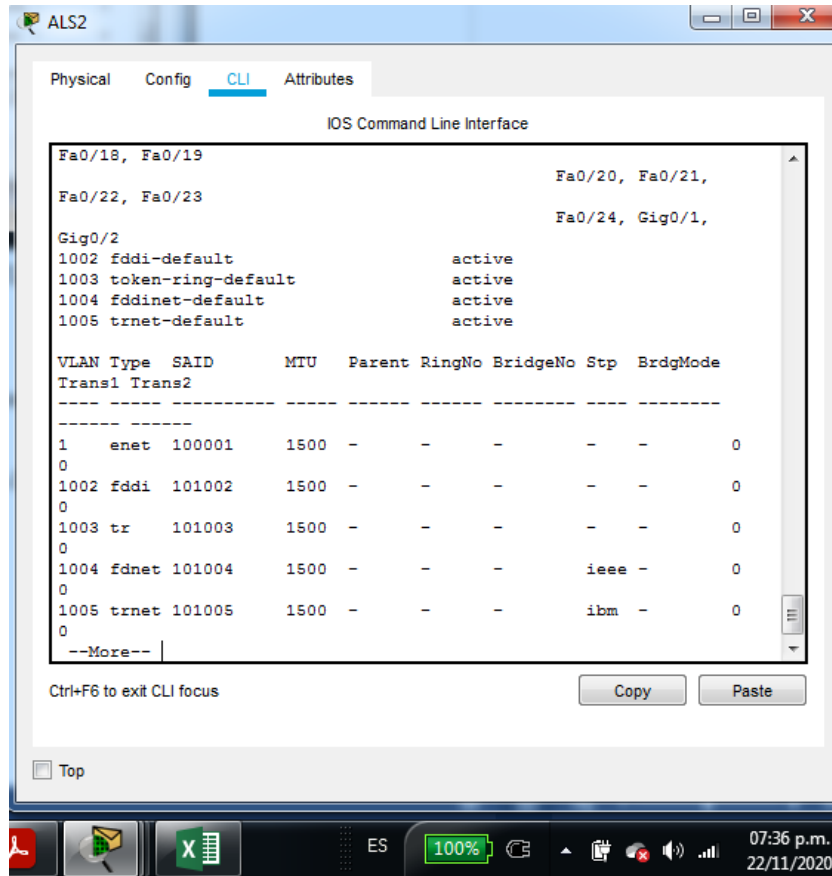 ALS2
Physical Config CLI Attributes
IOS Command Line Interface
Fa0/18, Fa0/19
Fa0/20, Fa0/21,
Fa0/22, Fa0/23
Fa0/24, Gig0/1,
Gig0/2
1002 fddi-default active
1003 token-ring-default active
1004 fddinet-default active
1005 trnet-default active
VLAN Type SAID MTU Parent RingNo BridgeNo Stp BrdgMode
Trans1 Trans2
---- ----- ---------- ----- ------ ------ -------- ---- --------
------ ------
1 enet 100001 1500 - - - - - 0
0
1002 fddi 101002 1500 - - - - - 0
0
1003 tr 101003 1500 - - - - - 0
0
1004 fdnet 101004 1500 - - - ieee - 0
0
1005 trnet 101005 1500 - - - ibm - 0
0
--More--
Ctrl+F6 to exit CLI focus
Copy Paste
Top
ES 100% 07:36 p.m.
22/11/2020